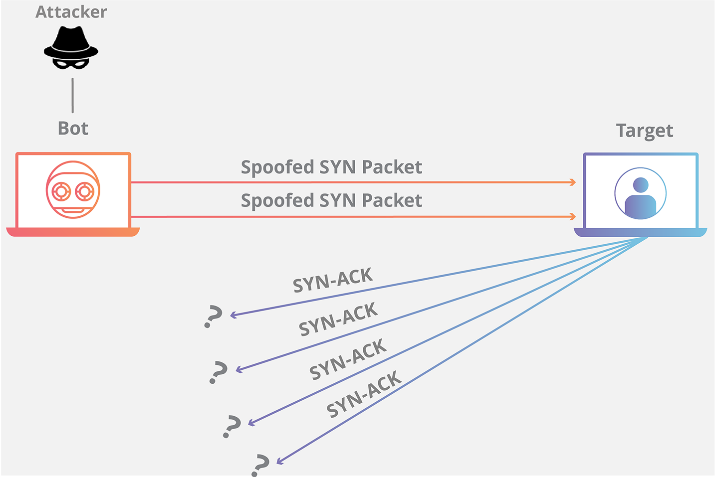 Attacker
Bot
Target
Spoofed SYN Packet
Spoofed SYN Packet
SYN-ACK
?
SYN-ACK
?
SYN-ACK
?
SYN-ACK
?